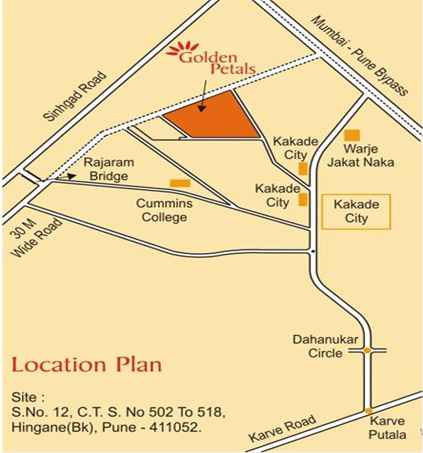 Golden
Petals
Mumbai - Pune Bypass
Sinhgad Road
Rajaram
Bridge
Kakade
City
Warje
Jakat Naka
Cummins
College
Kakade
City
Kakade
City
30 M
Wide Road
Dahanukar
Circle
Location Plan
Site :
S.No. 12, C.T. S. No 502 To 518,
Hingane(Bk), Pune - 411052.
Karve Road
Karve
Putala